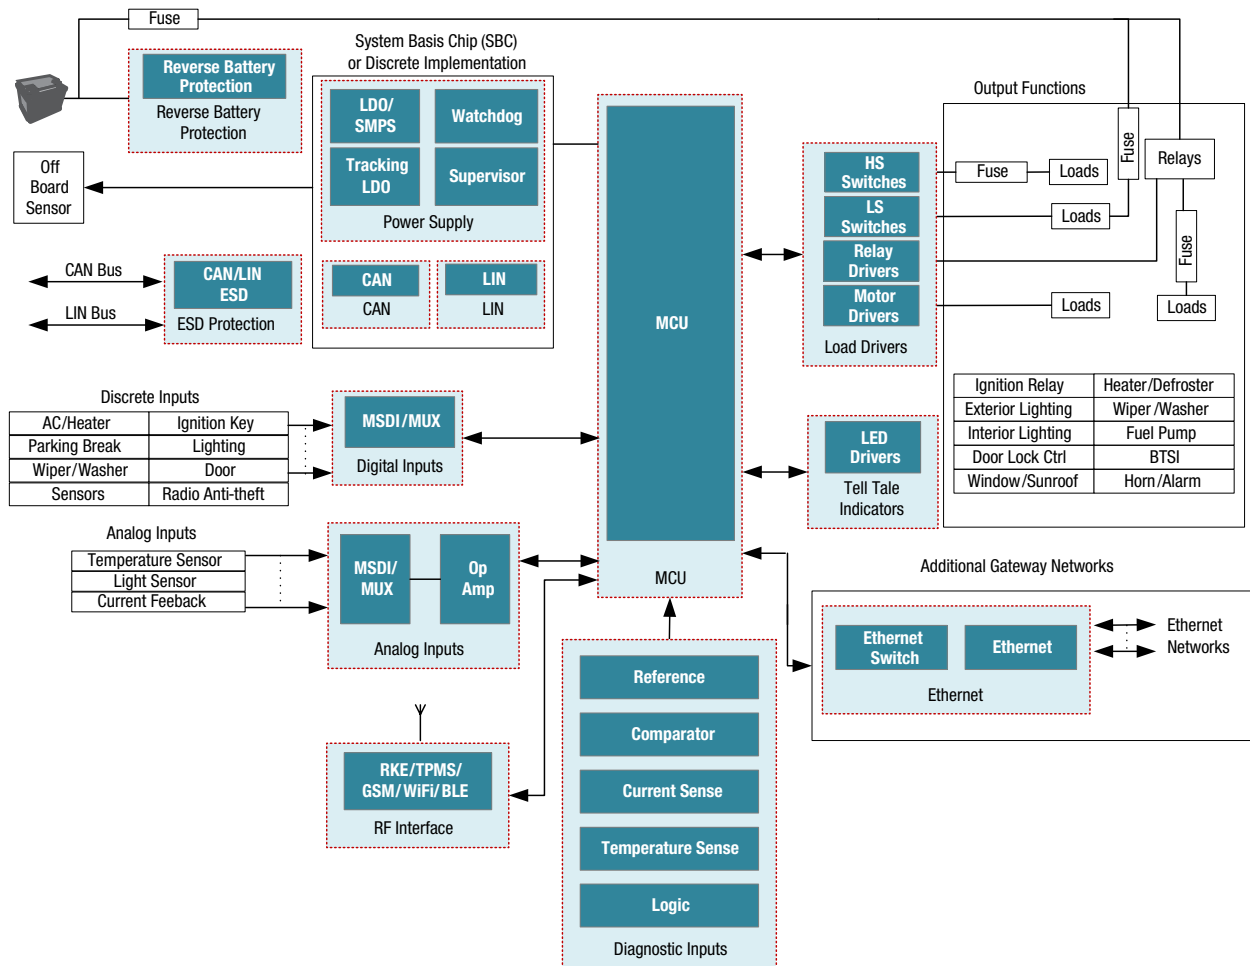 Fuse
System Basis Chip (SBC)
or Discrete Implementation
Reverse Battery
Protection
Reverse Battery
Protection
LDO/
SMPS
Watchdog
Tracking
LDO
Supervisor
Power Supply
Off
Board
Sensor
CAN Bus
LIN Bus
CAN/LIN
ESD
ESD Protection
CAN
CAN
LIN
LIN
MCU
MCU
Output Functions
HS
Switches
LS
Switches
Relay
Drivers
Motor
Drivers
Load Drivers
Fuse
Loads
Fuse
Relays
Loads
Fuse
Loads
Loads
Ignition Relay
Heater/Defroster
Exterior Lighting
Wiper/Washer
Interior Lighting
Fuel Pump
Door Lock Ctrl
BTSI
Window/Sunroof
Horn/Alarm
LED
Drivers
Tell Tale
Indicators
Discrete Inputs
AC/Heater
Ignition Key
Parking Break
Lighting
Wiper/Washer
Door
Sensors
Radio Anti-theft
MSDI/MUX
Digital Inputs
Analog Inputs
Temperature Sensor
Light Sensor
Current Feeback
MSDI/
MUX
Op
Amp
Analog Inputs
Additional Gateway Networks
Ethernet
Switch
Ethernet
Ethernet
Ethernet
Networks
RKE/TPMS/
GSM/WiFi/BLE
RF Interface
Reference
Comparator
Current Sense
Temperature Sense
Logic
Diagnostic Inputs